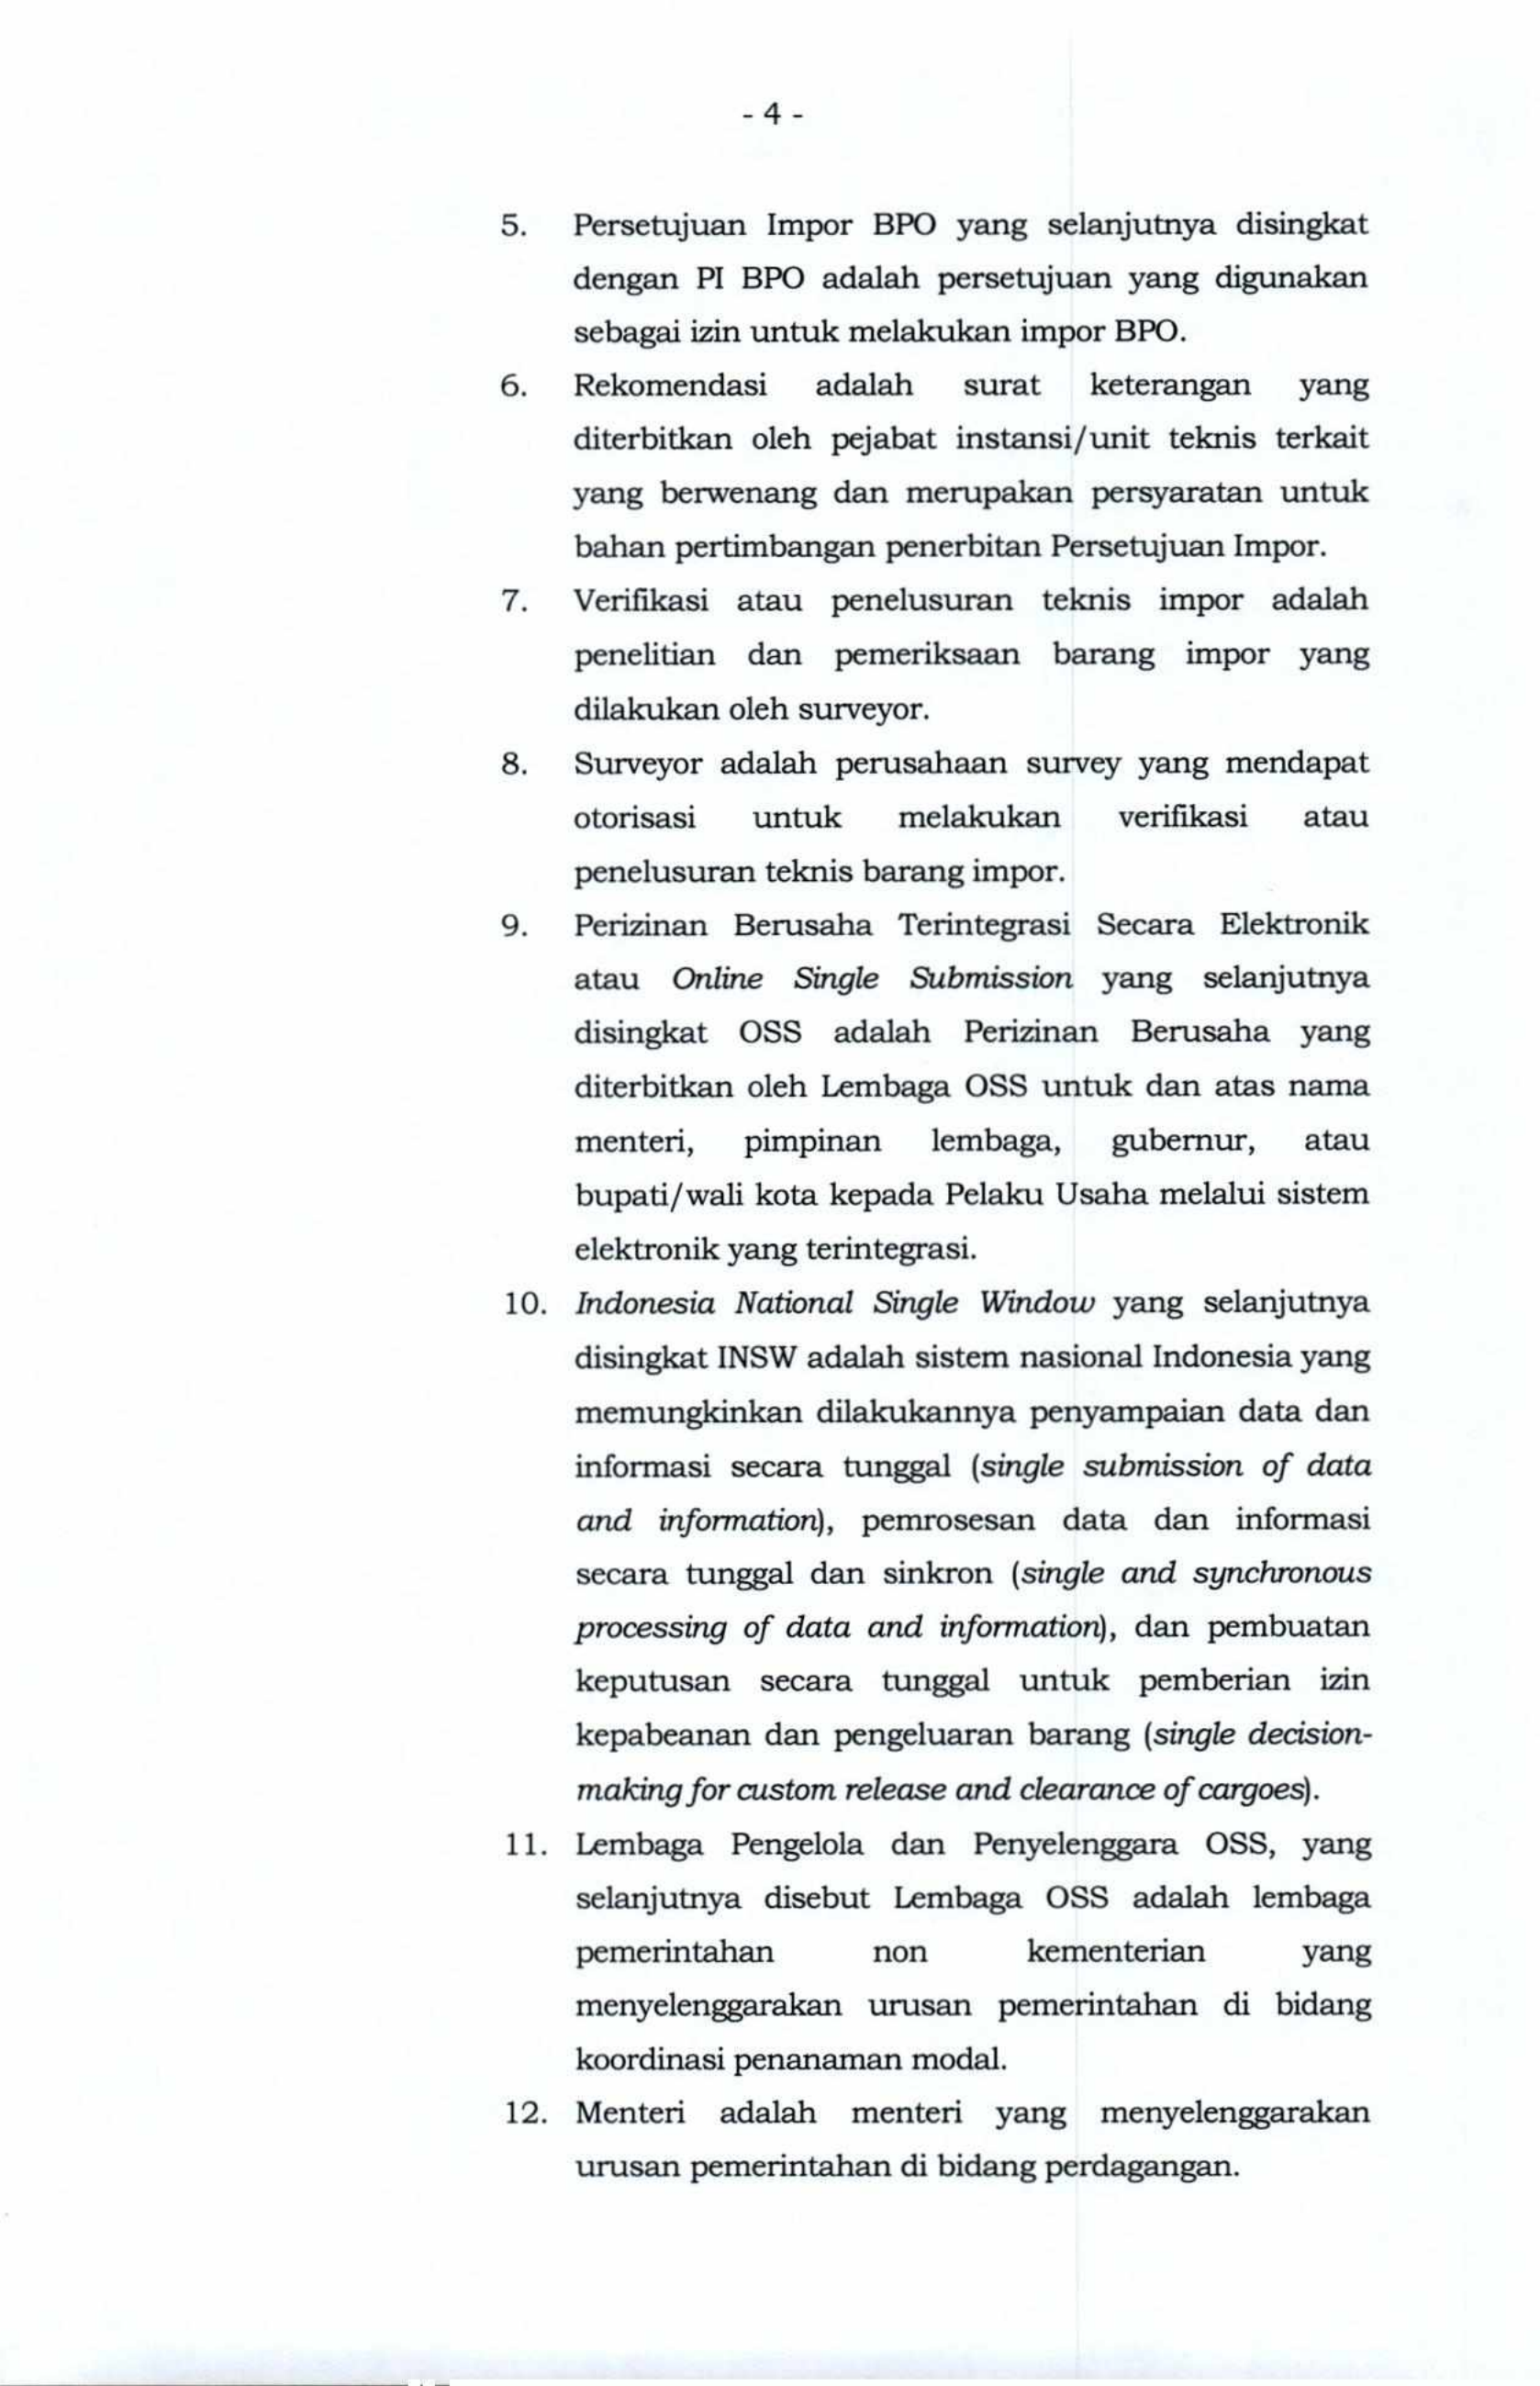 - 4 -
5. Persetujuan Impor BPO yang selanjutnya disingkat
dengan PI BPO adalah persetujuan yang digunakan
sebagai izin untuk melakukan impor BPO.
6. Rekomendasi adalah surat keterangan yang
diterbitkan oleh pejabat instansi/unit teknis terkait
yang berwenang dan merupakan persyaratan untuk
bahan pertimbangan penerbitan Persetujuan Impor.
7. Verifikasi atau penelusuran teknis impor adalah
penelitian dan pemeriksaan barang impor yang
dilakukan oleh surveyor.
8. Surveyor adalah perusahaan survey yang mendapat
otorisasi untuk melakukan verifikasi atau
penelusuran teknis barang impor.
9. Perizinan Berusaha Terintegrasi Secara Elektronik
atau Online Single Submission yang selanjutnya
disingkat OSS adalah Perizinan Berusaha yang
diterbitkan oleh Lembaga OSS untuk dan atas nama
menteri, pimpinan lembaga, gubernur, atau
bupati/wali kota kepada Pelaku Usaha melalui sistem
elektronik yang terintegrasi.
10. Indonesia National Single Window yang selanjutnya
disingkat INSW adalah sistem nasional Indonesia yang
memungkinkan dilakukannya penyampaian data dan
informasi secara tunggal (single submission of data
and information), pemrosesan data dan informasi
secara tunggal dan sinkron (single and synchronous
processing of data and information), dan pembuatan
keputusan secara tunggal untuk pemberian izin
kepabeanan dan pengeluaran barang (single decision-
making for custom release and clearance of cargoes).
11. Lembaga Pengelola dan Penyelenggara OSS, yang
selanjutnya disebut Lembaga OSS adalah lembaga
pemerintahan non kementerian yang
menyelenggarakan urusan pemerintahan di bidang
koordinasi penanaman modal.
12. Menteri adalah menteri yang menyelenggarakan
urusan pemerintahan di bidang perdagangan.